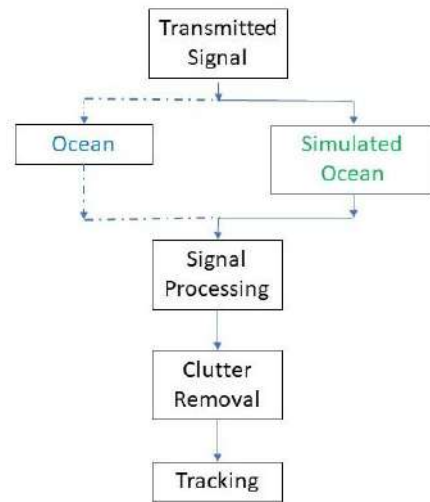 Transmitted
Signal
Ocean
Simulated
Ocean
Signal
Processing
Clutter
Removal
Tracking